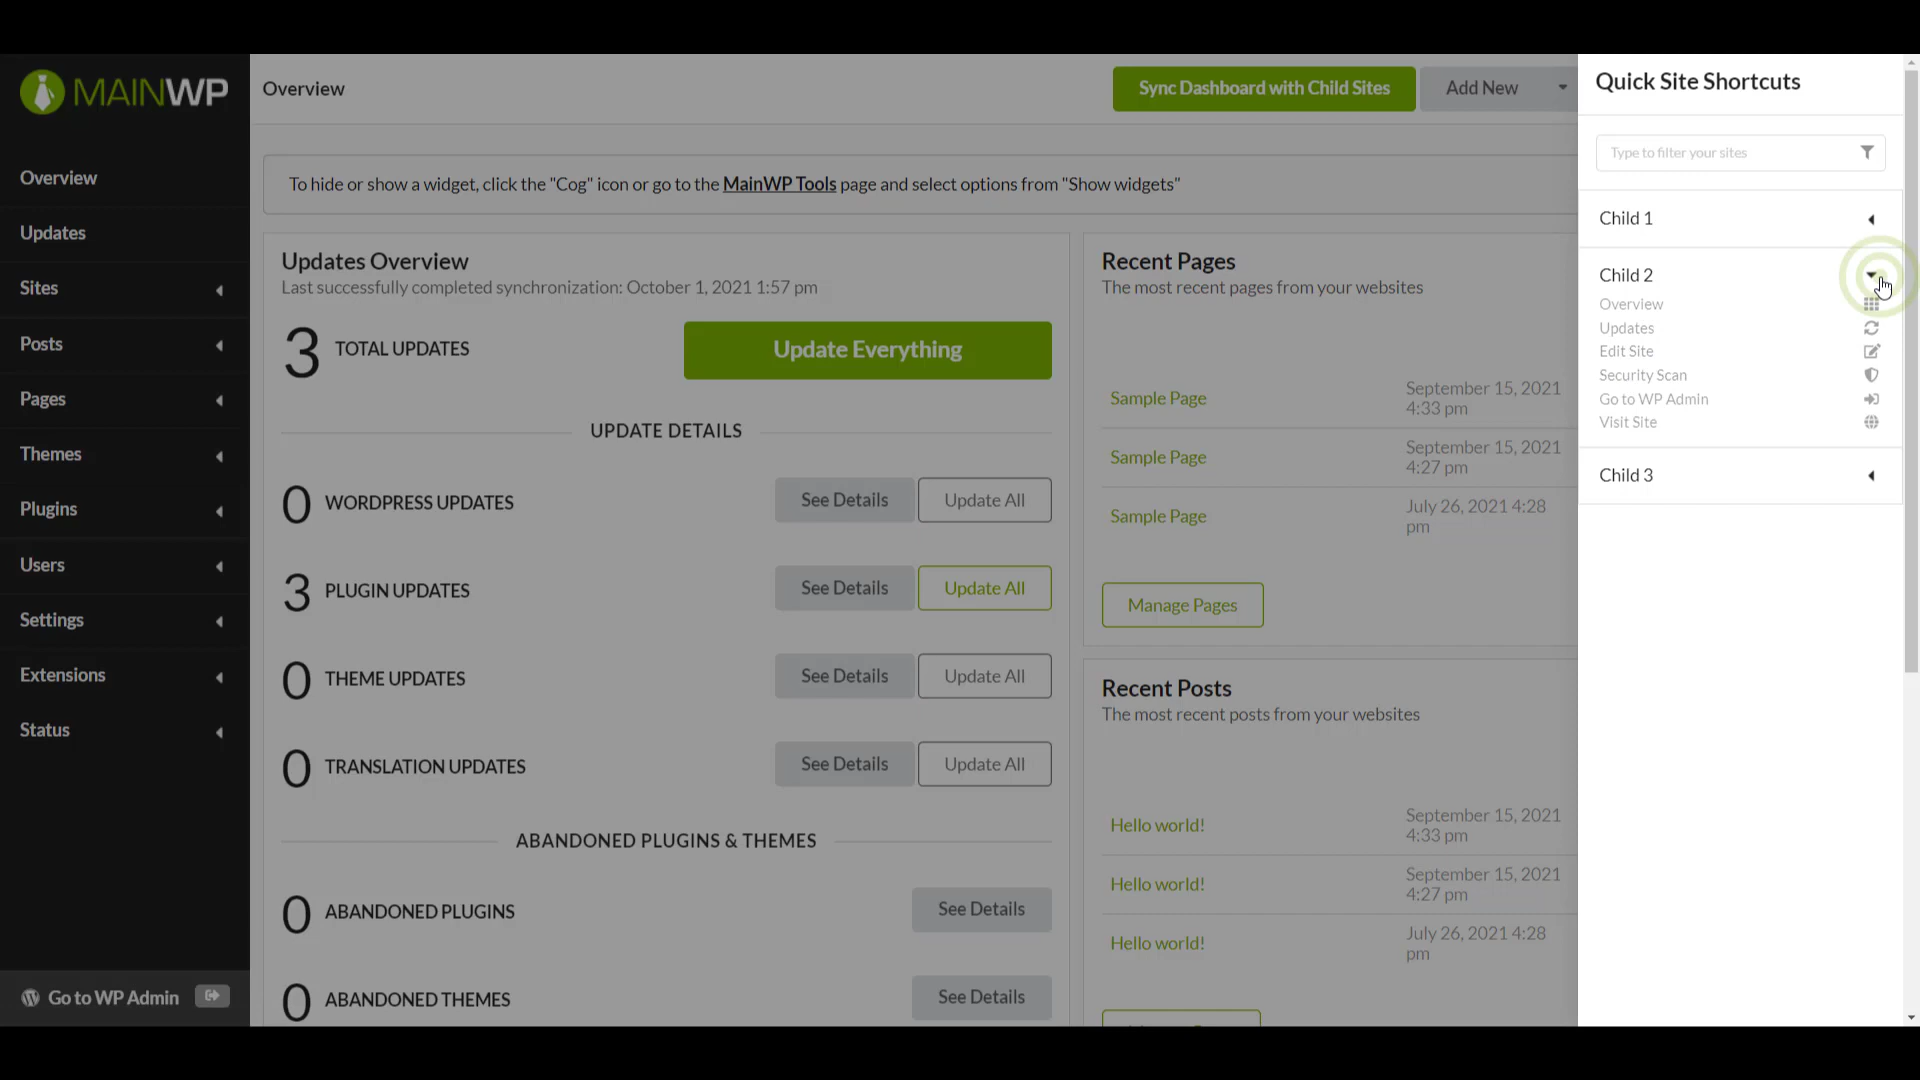 MAINWP
Overview
Updates
Sites
Posts
Pages
Themes
Plugins
Users
Settings
Extensions
Status
Go to WP Admin
Overview
Sync Dashboard with Child Sites
Add New
To hide or show a widget, click the "Cog" icon or go to the MainWP Tools page and select options from "Show widgets"
Updates Overview
Last successfully completed synchronization: October 1, 2021 1:57 pm
3 TOTAL UPDATES
Update Everything
UPDATE DETAILS
0 WORDPRESS UPDATES See Details Update All
3 PLUGIN UPDATES See Details Update All
0 THEME UPDATES See Details Update All
0 TRANSLATION UPDATES See Details Update All
ABANDONED PLUGINS & THEMES
0 ABANDONED PLUGINS See Details
0 ABANDONED THEMES See Details
Recent Pages
The most recent pages from your websites
Sample Page September 15, 2021
4:33 pm
Sample Page September 15, 2021
4:27 pm
Sample Page July 26, 2021 4:28
pm
Manage Pages
Recent Posts
The most recent posts from your websites
Hello world! September 15, 2021
4:33 pm
Hello world! September 15, 2021
4:27 pm
Hello world! July 26, 2021 4:28
pm
Quick Site Shortcuts
Type to filter your sites
Child 1
Child 2
Overview
Updates
Edit Site
Security Scan
Go to WP Admin
Visit Site
Child 3